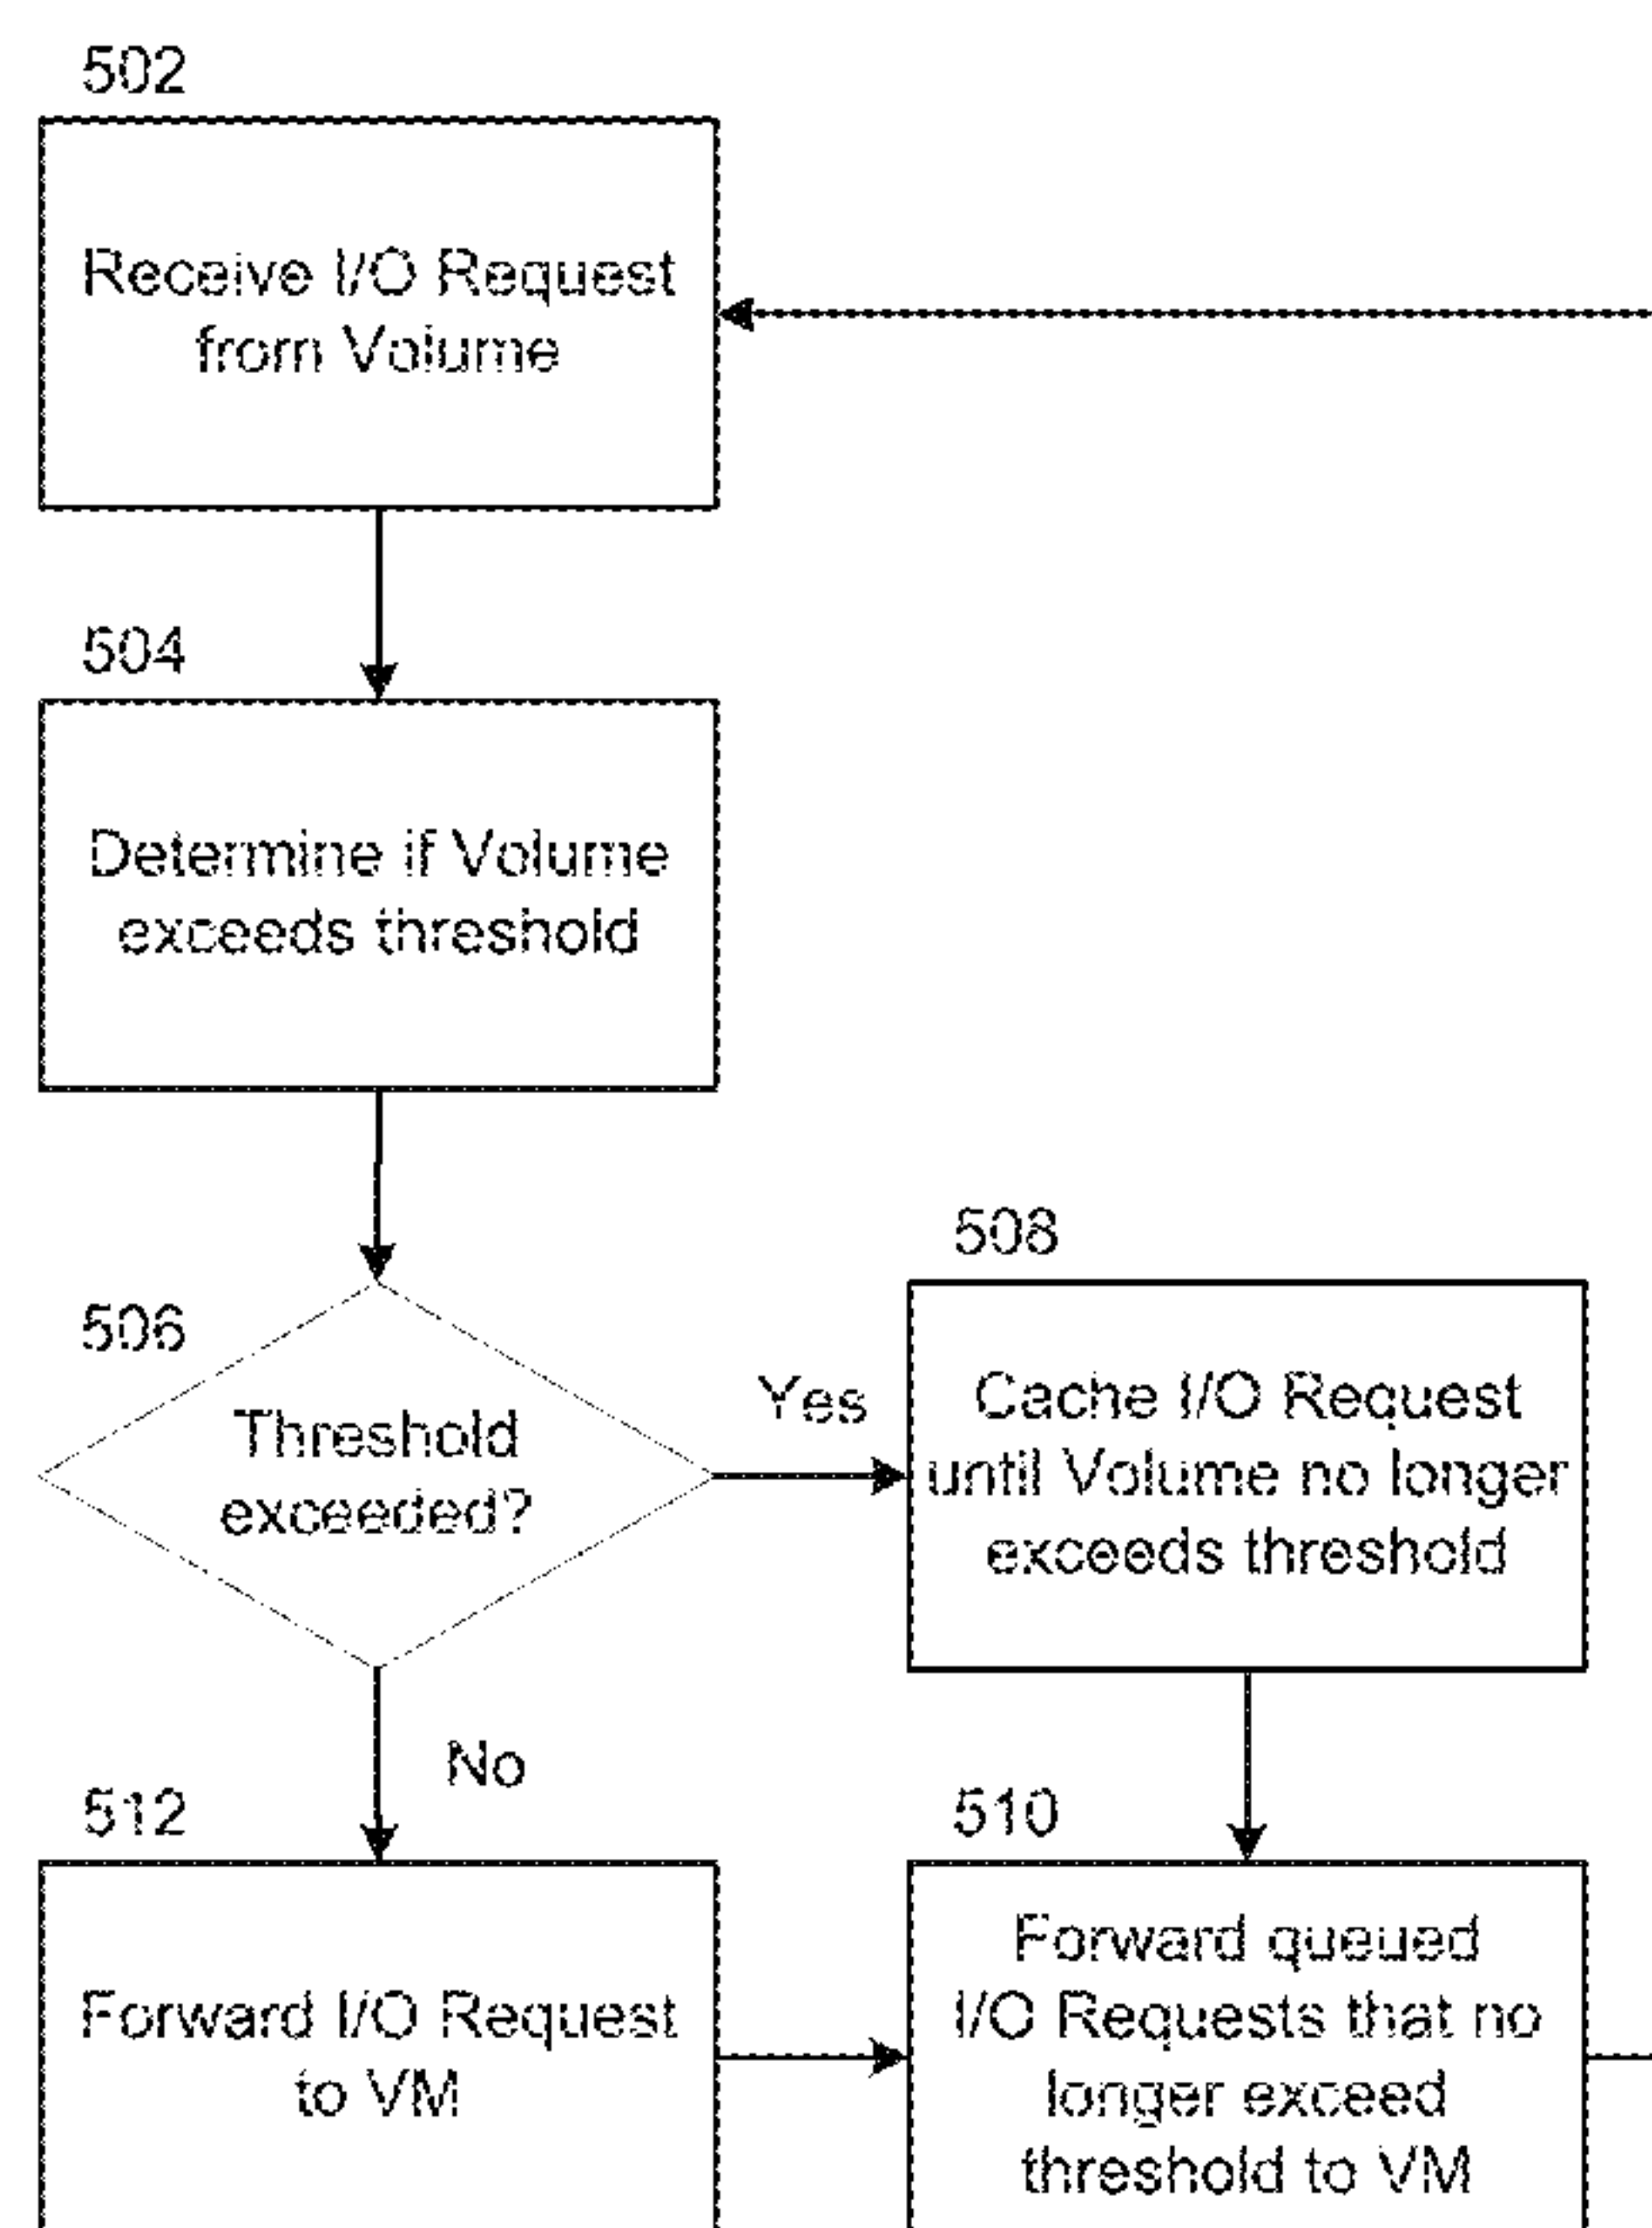 502
Receive I/O Request
from Volume
504
Determine if Volume
exceeds threshold
506
Threshold
exceeded?
Yes
508
Cache I/O Request
until Volume no longer
exceeds threshold
No
512
Forward I/O Request
to VM
510
Forward queued
I/O Requests that no
longer exceed
threshold to VM